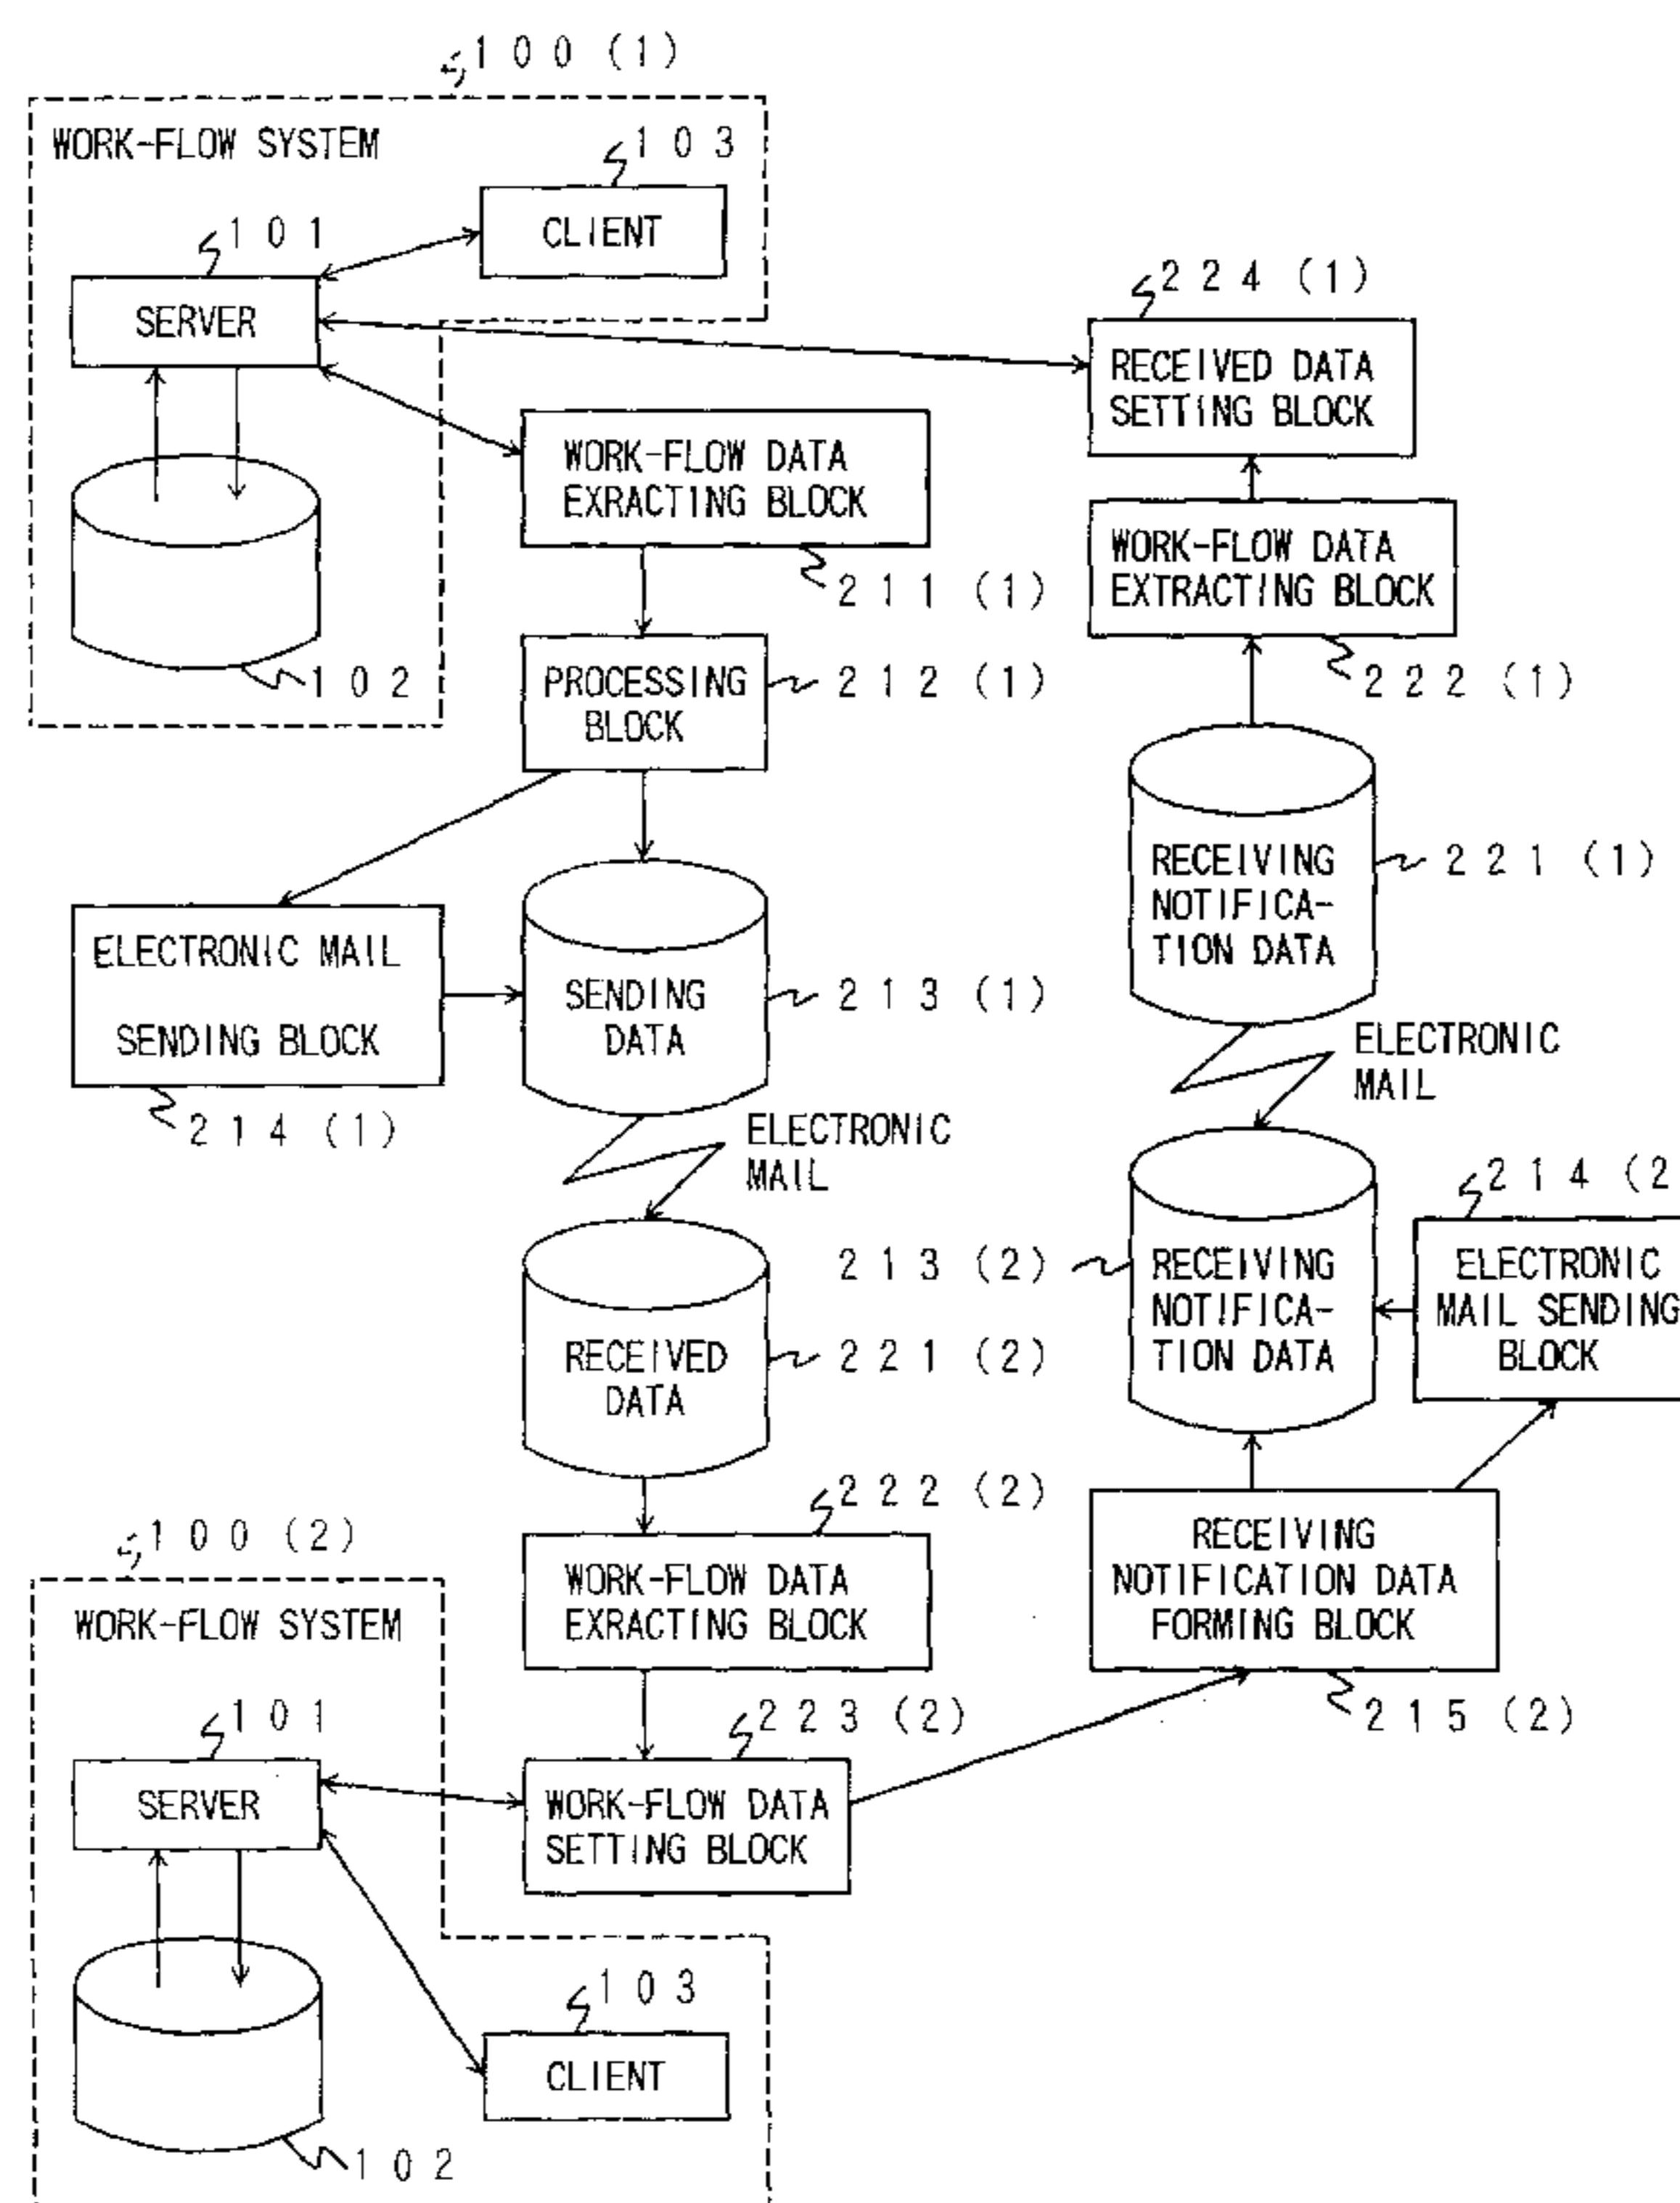 100 (1)
WORK-FLOW SYSTEM
103
CLIENT
101
SERVER
102
224 (1)
RECEIVED DATA
SETTING BLOCK
WORK-FLOW DATA
EXRACTING BLOCK
211 (1)
WORK-FLOW DATA
EXTRACTING BLOCK
222 (1)
PROCESSING
BLOCK
212 (1)
RECEIVING
NOTIFICA-
TION DATA
221 (1)
ELECTRONIC MAIL
SENDING BLOCK
214 (1)
SENDING
DATA
213 (1)
ELECTRONIC
MAIL
ELECTRONIC
MAIL
213 (2)
RECEIVING
NOTIFICA-
TION DATA
214 (2
ELECTRONIC
MAIL SENDING
BLOCK
RECEIVED
DATA
221 (2)
222 (2)
WORK-FLOW DATA
EXRACTING BLOCK
RECEIVING
NOTIFICATION DATA
FORMING BLOCK
215 (2)
100 (2)
WORK-FLOW SYSTEM
101
SERVER
223 (2)
WORK-FLOW DATA
SETTING BLOCK
103
CLIENT
102